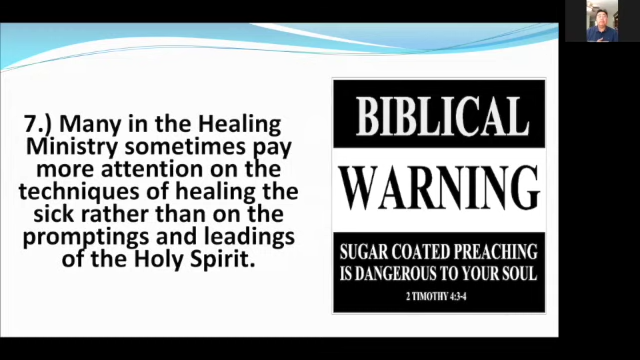 7.) Many in the Healing
Ministry sometimes pay
more attention on the
techniques of healing the
sick rather than on the
promptings and leadings
of the Holy Spirit.
BIBLICAL
WARNING
SUGAR COATED PREACHING
IS DANGEROUS TO YOUR SOUL
2 TIMOTHY 4:3-4